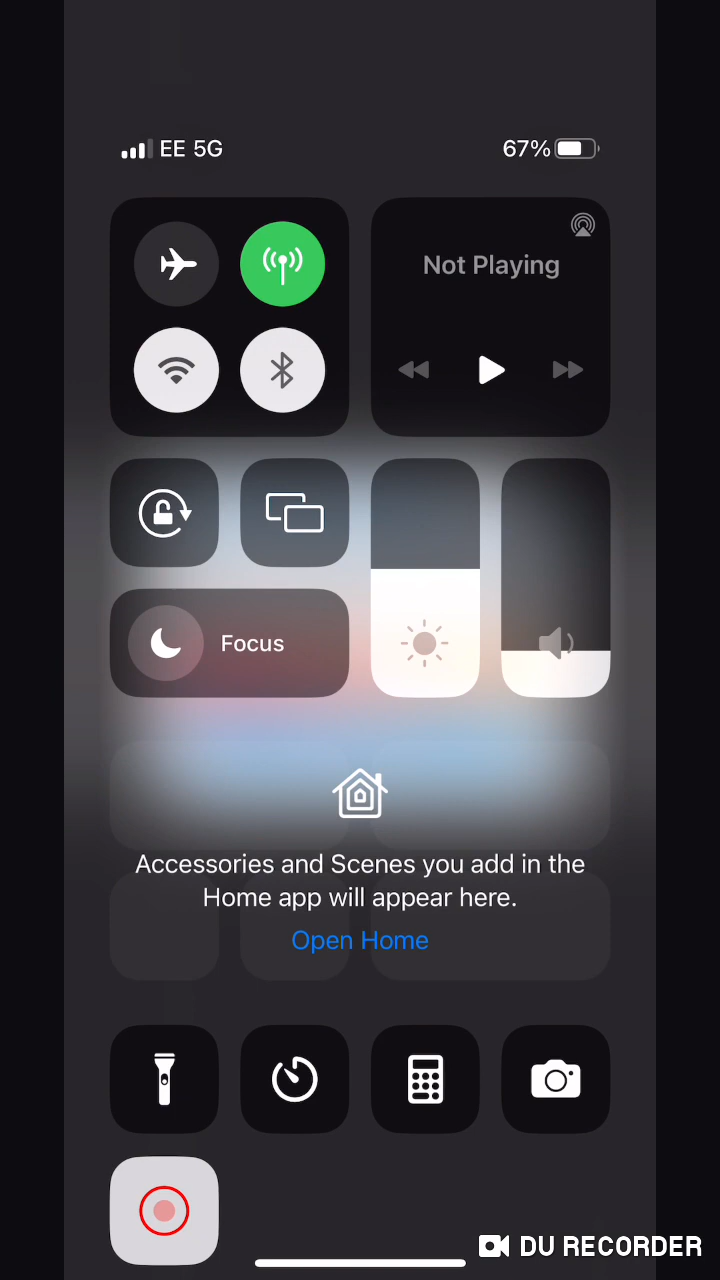 EE 5G
67%
Not Playing
Focus
Accessories and Scenes you add in the
Home app will appear here.
Open Home
DU RECORDER